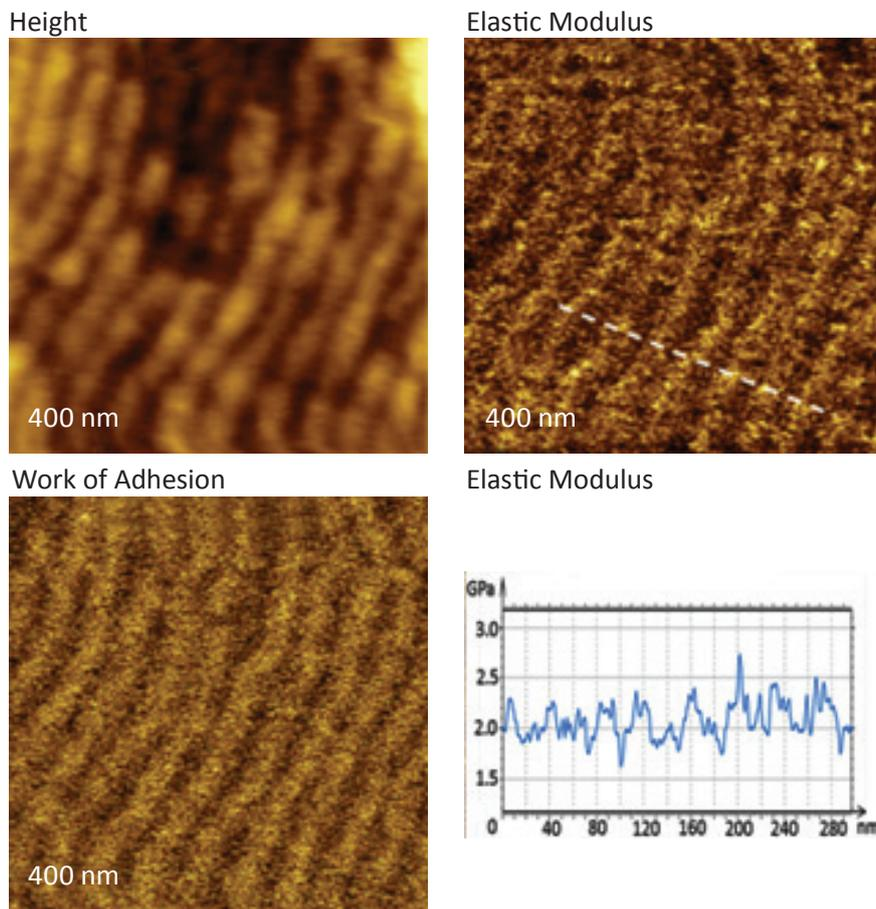 Height
Elastic Modulus
400 nm
400 nm
Work of Adhesion
Elastic Modulus
400 nm
GPa
3.0
2.5
2.0
1.5
0 40 80 120 160 200 240 280 nm